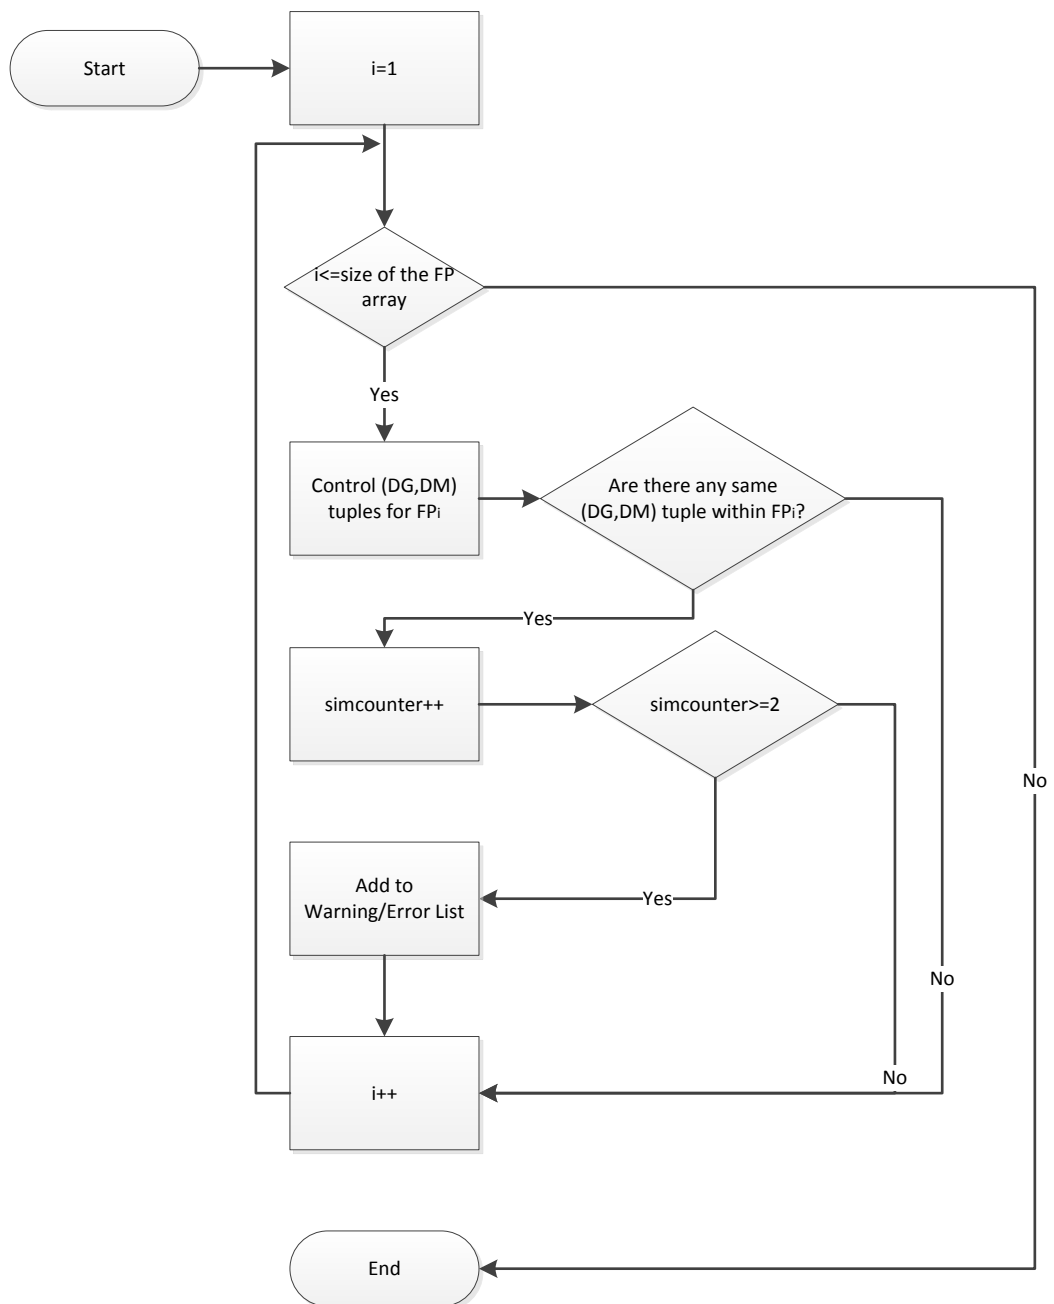 Start
i=1
i<=size of the FP
array
Yes
Control (DG,DM)
tuples for FPi
Are there any same
(DG,DM) tuple within FPi?
Yes
simcounter++
simcounter>=2
No
Add to
Warning/Error List
Yes
No
No
i++
End